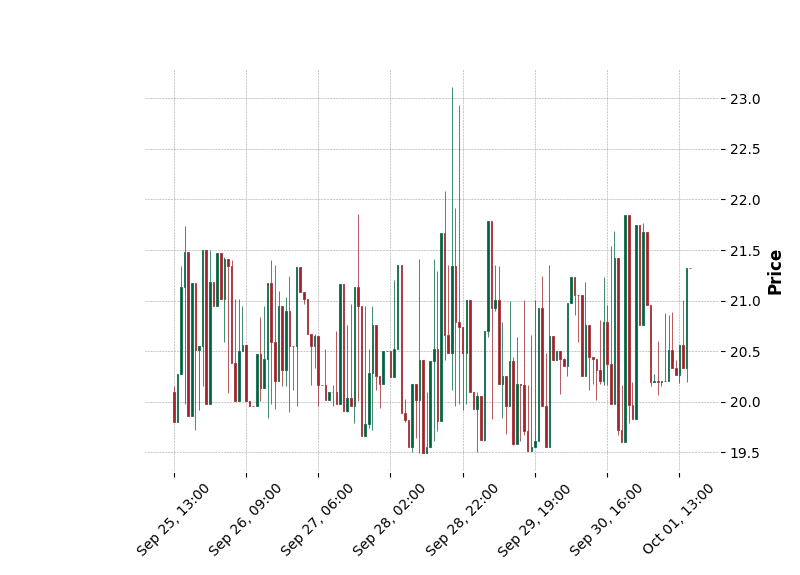 23.0
22.5
22.0
21.5
21.0
20.5
20.0
19.5
Price
Sep 25, 13:00
Sep 26, 09:00
Sep 27, 06:00
Sep 28, 02:00
Sep 28, 22:00
Sep 29, 19:00
Sep 30, 16:00
Oct 01, 13:00